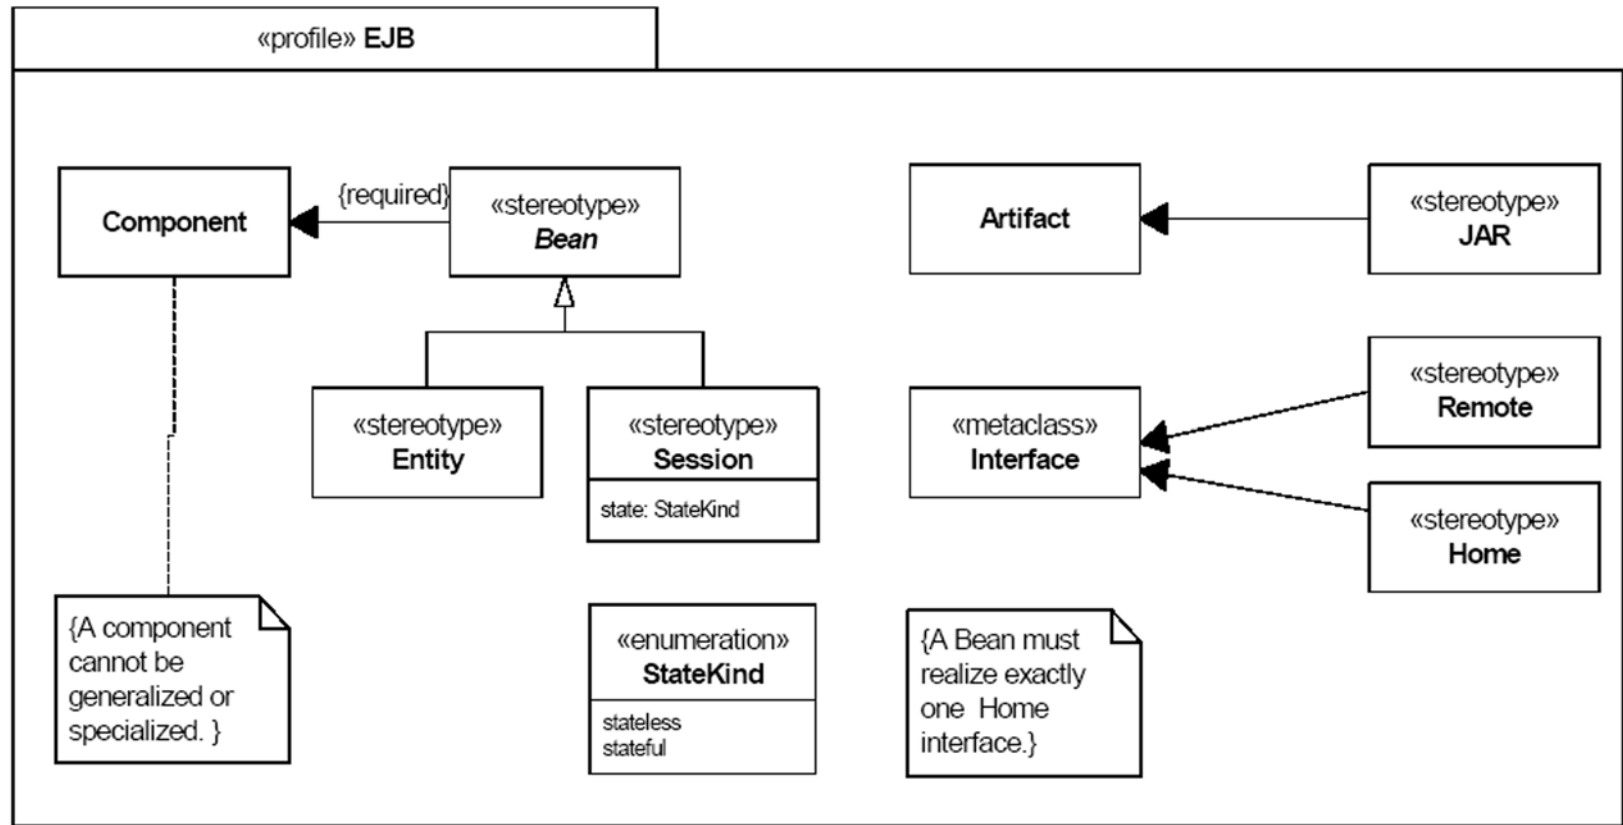 «profile» EJB
Component
{required}
«stereotype»
Bean
Artifact
«stereotype»
JAR
«stereotype»
Entity
«stereotype»
Session
state: StateKind
«metaclass»
Interface
«stereotype»
Remote
«stereotype»
Home
{A component
cannot be
generalized or
specialized. }
«enumeration»
StateKind
stateless
stateful
{A Bean must
realize exactly
one Home
interface.}